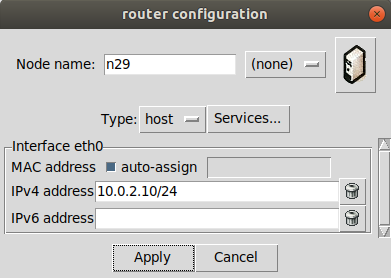 router configuration
Node name: n29 (none)
Type: host Services...
Interface eth0
MAC address auto-assign
IPv4 address 10.0.2.10/24
IPv6 address
Apply Cancel